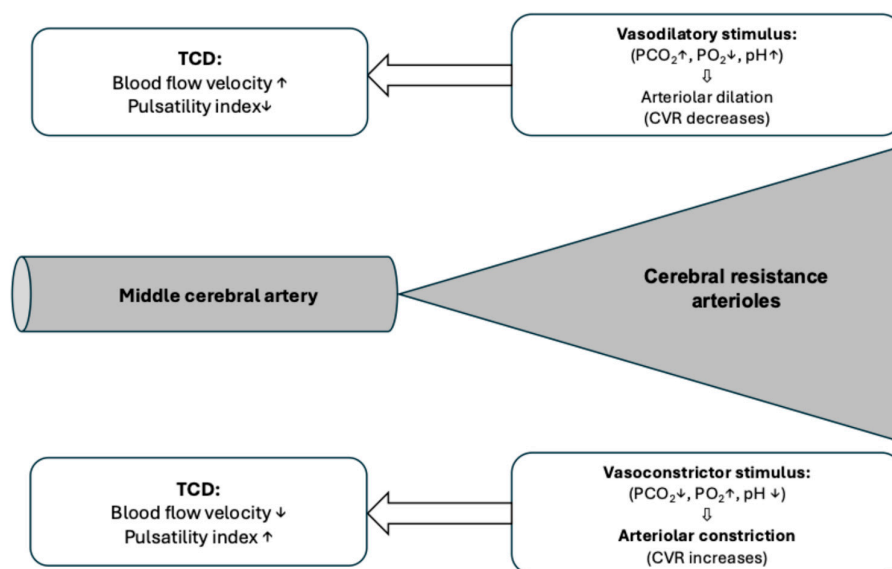 TCD:
Blood flow velocity ↑
Pulsatility index↓
Vasodilatory stimulus:
(PCO₂↑, PO₂↓, pH↑)
⇩
Arteriolar dilation
(CVR decreases)
Middle cerebral artery
Cerebral resistance
arterioles
TCD:
Blood flow velocity ↓
Pulsatility index ↑
Vasoconstrictor stimulus:
(PCO₂↓, PO₂↑, pH ↓)
⇩
Arteriolar constriction
(CVR increases)